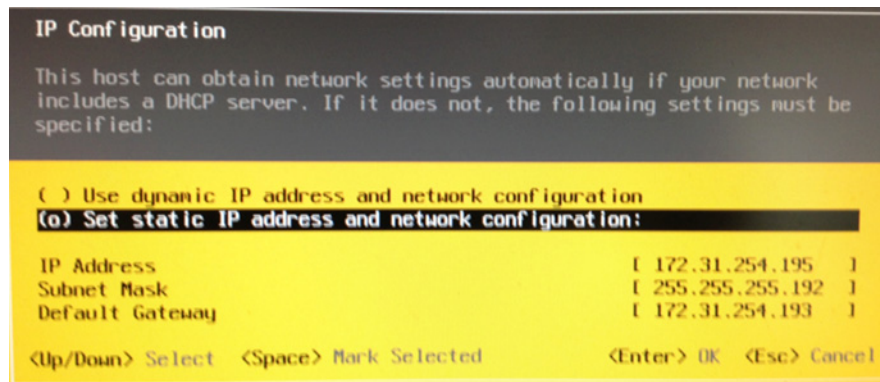 IP Configuration
This host can obtain network settings automatically if your network
includes a DHCP server. If it does not, the following settings must be
specified:
( ) Use dynamic IP address and network configuration
(o) Set static IP address and network configuration:
IP Address [ 172.31.254.195 ]
Subnet Mask [ 255.255.255.192 ]
Default Gateway [ 172.31.254.193 ]
<Up/Down> Select <Space> Mark Selected <Enter> OK <Esc> Cancel